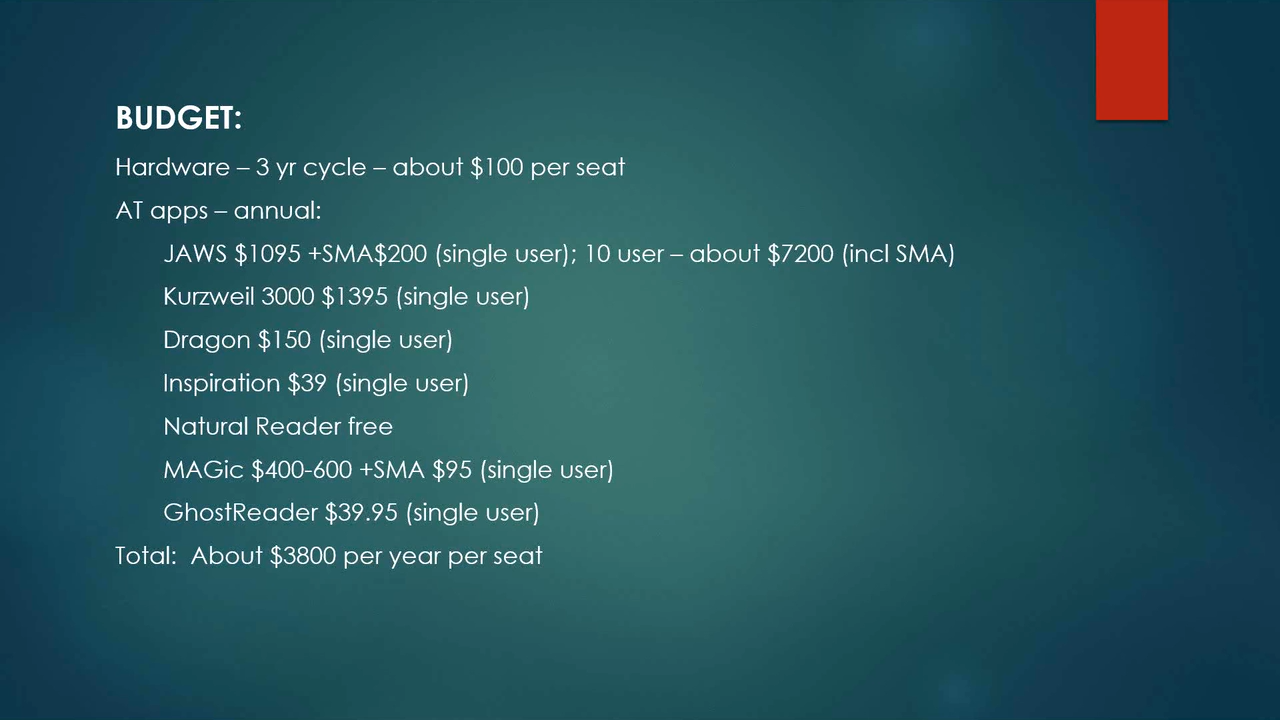 BUDGET:
Hardware – 3 yr cycle – about $100 per seat
AT apps – annual:
JAWS $1095 +SMA$200 (single user); 10 user – about $7200 (incl SMA)
Kurzweil 3000 $1395 (single user)
Dragon $150 (single user)
Inspiration $39 (single user)
Natural Reader free
MAGic $400-600 +SMA $95 (single user)
GhostReader $39.95 (single user)
Total:  About $3800 per year per seat